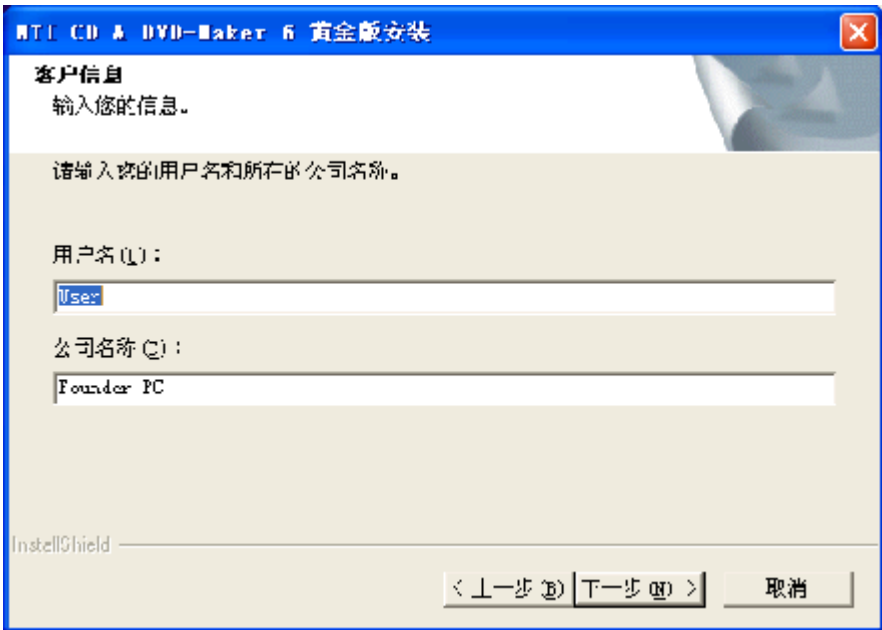 NTI CD & DVD-Maker 6 黄金版安装
客户信息
输入您的信息。
请输入您的用户名和所在的公司名称。
用户名(U)：
User
公司名称(C)：
Founder PC
InstallShield
< 上一步(B) 下一步(N) > 取消